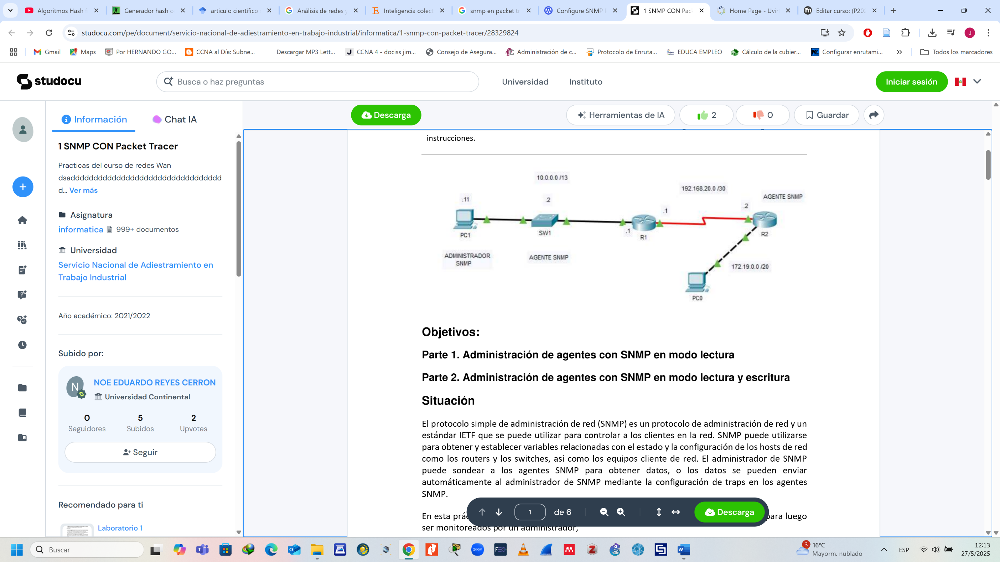 Algoritmos Hash f
Generador hash o
articulo científico
Análisis de redes y
Inteligencia colect
snmp en packet tr
Configure SNMP F
1 SNMP CON Pac
Home Page - Uvir
Editar curso: (P202
studocu.com/pe/document/servicio-nacional-de-adiestramiento-en-trabajo-industrial/informatica/1-snmp-con-packet-tracer/28329824
J
Gmail
Maps
Por HERNANDO GO...
CCNA al Día: Subne...
Descargar MP3 Lett...
CCNA 4 - dociss jim...
Consejo de Asegura...
Administración de c...
Protocolo de Enruta...
EDUCA EMPLEO
Cálculo de la cubier...
Configurar enrutami...
Todos los marcadores
studocu
Busca o haz preguntas
Universidad
Instituto
Iniciar sesión
Información
Chat IA
1 SNMP CON Packet Tracer
Practicas del curso de redes Wan
dsaddddddddddddddddddddddddddddddddd
d... Ver más
Asignatura
informatica 999+ documentos
Universidad
Servicio Nacional de Adiestramiento en
Trabajo Industrial
Año académico: 2021/2022
Subido por:
N
NOE EDUARDO REYES CERRON
Universidad Continental
0 5 2
Seguidores Subidos Upvotes
Seguir
Recomendado para ti
Laboratorio 1
Descarga
Herramientas de IA
2
0
Guardar
instrucciones.
10.0.0.0 /13
192.168.20.0 /30
AGENTE SNMP
.11
.2
.1
.2
.1
PC1
SW1
R1
R2
ADMINISTRADOR
SNMP
AGENTE SNMP
172.19.0.0 /20
PC0
Objetivos:
Parte 1. Administración de agentes con SNMP en modo lectura
Parte 2. Administración de agentes con SNMP en modo lectura y escritura
Situación
El protocolo simple de administración de red (SNMP) es un protocolo de administración de red y un
estándar IETF que se puede utilizar para controlar a los clientes en la red. SNMP puede utilizarse
para obtener y establecer variables relacionadas con el estado y la configuración de los hosts de red
como los routers y los switches, así como los equipos cliente de red. El administrador de SNMP
puede sondear a los agentes SNMP para obtener datos, o los datos se pueden enviar
automáticamente al administrador de SNMP mediante la configuración de traps en los agentes
SNMP.
En esta prác
para luego
ser monitoreados por un administrador,
1 de 6
Descarga
Buscar
zoom
3
16°C
Mayorm. nublado
ESP
12:13
27/5/2025